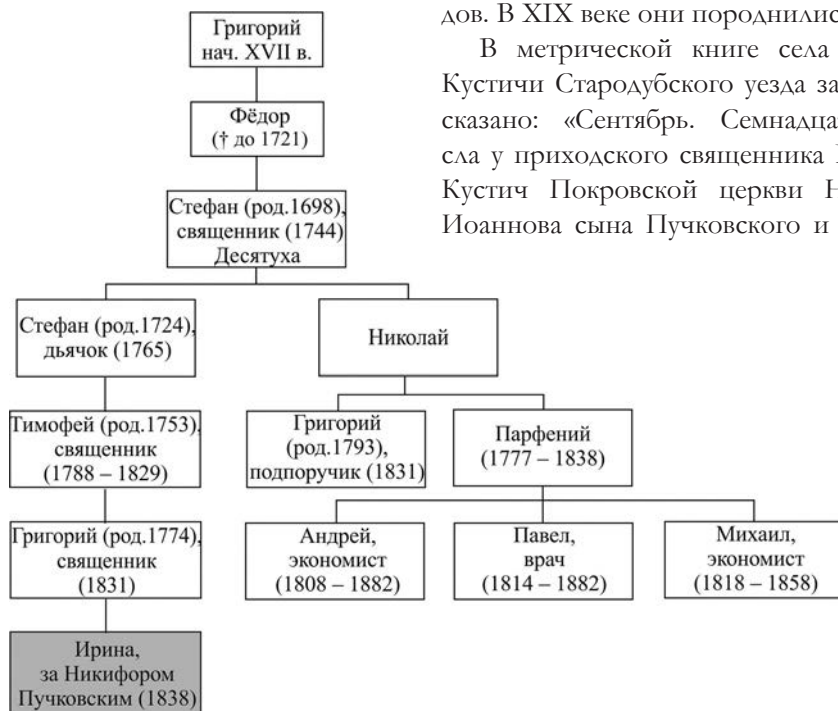 дов. В XIX веке они породнилис
В метрической книге села
Кустичи Стародубского уезда за
сказано: «Сентябрь. Семнадца
сла у приходского священника
Кустич Покровской церкви Н
Иоаннова сына Пучковского и
Григорий
нач. XVII в.
Фёдор
(† до 1721)
Стефан (род.1698),
священник (1744)
Десятуха
Стефан (род.1724),
дьячок (1765)
Николай
Тимофей (род.1753),
священник
(1788 – 1829)
Григорий
(род.1793),
подпоручик (1831)
Парфений
(1777 – 1838)
Григорий (род.1774),
священник
(1831)
Андрей,
экономист
(1808 – 1882)
Павел,
врач
(1814 – 1882)
Михаил,
экономист
(1818 – 1858)
Ирина,
за Никифором
Пучковским (1838)